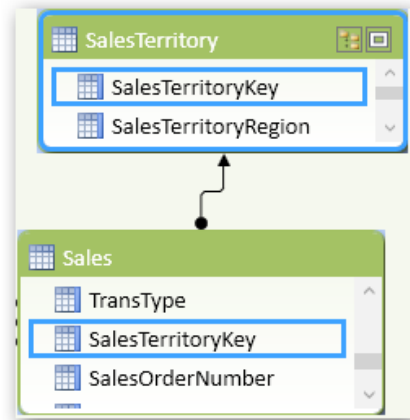 SalesTerritory
SalesTerritoryKey
SalesTerritoryRegion
Sales
TransType
SalesTerritoryKey
SalesOrderNumber